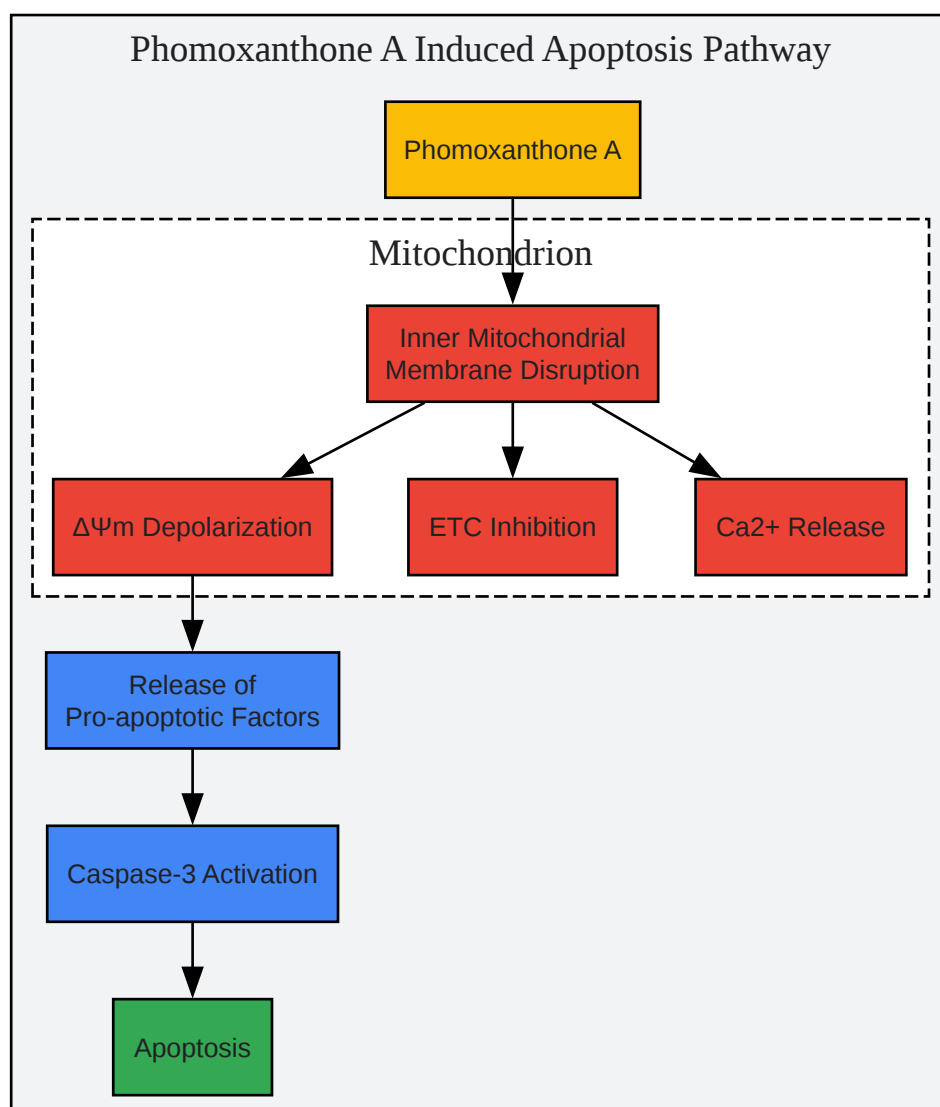 Phomoxanthone A Induced Apoptosis Pathway
Phomoxanthone A
Mitochondrion
Inner Mitochondrial
Membrane Disruption
ΔΨm Depolarization
ETC Inhibition
Ca2+ Release
Release of
Pro-apoptotic Factors
Caspase-3 Activation
Apoptosis